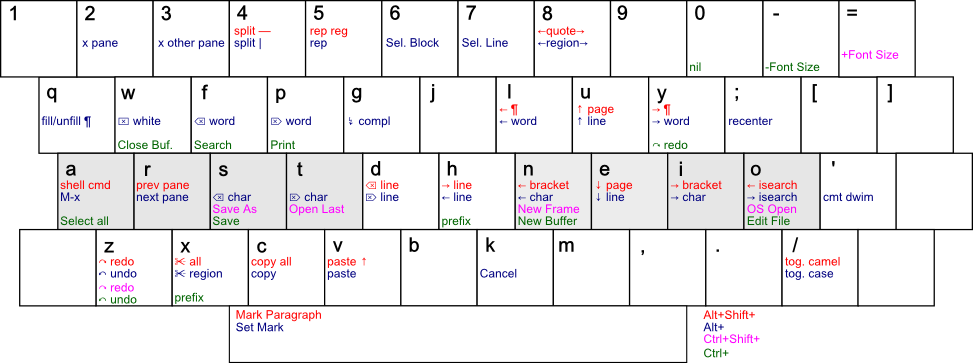 1 2 3 4 5 6 7 8 9 0 - =
split — rep reg ←quote→
x pane x other pane split | rep Sel. Block Sel. Line ←region→
+Font Size
nil -Font Size
q w f p g j l u y ; [ ]
← ¶ ↑ page → ¶
fill/unfill ¶ ⌧ white ⌫ word ⌦ word ↯ compl ← word ↑ line → word recenter
Close Buf. Search Print ↷ redo
a r s t d h n e i o '
shell cmd prev pane ⌫ line → line ← bracket ↓ page → bracket ← isearch
M-x next pane ⌫ char ⌦ char ⌦ line ← line ← char ↓ line → char → isearch cmt dwim
Save As Open Last New Frame OS Open
Select all Save prefix New Buffer Edit File
z x c v b k m , . /
↷ redo ✂ all copy all paste ↑ tog. camel
↶ undo ✂ region copy paste Cancel tog. case
↷ redo
↶ undo prefix
Mark Paragraph Alt+Shift+
Set Mark Alt+
Ctrl+Shift+
Ctrl+